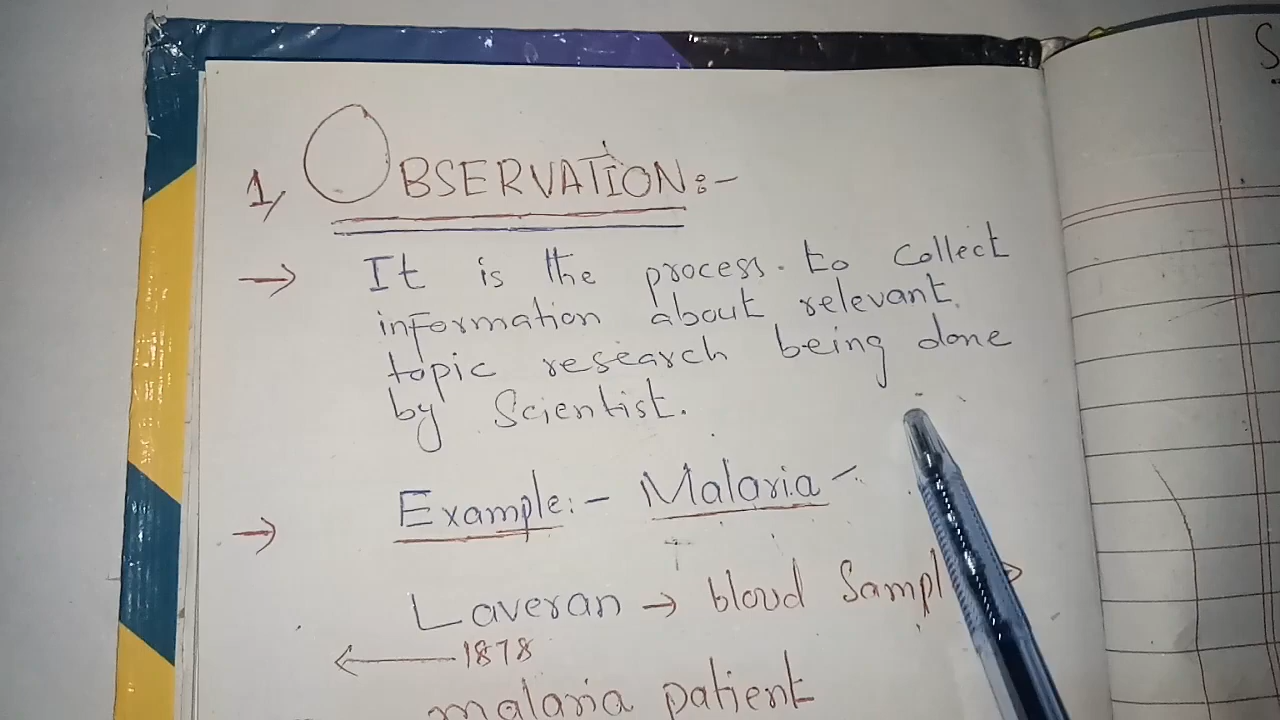 1, OBSERVATION:-
→ It is the process. to collect
information about relevant.
topic research being done
by Scientist.
→ Example:- Malaria -
Laveran → blood Sampl →
← 1878
malaria patient
S